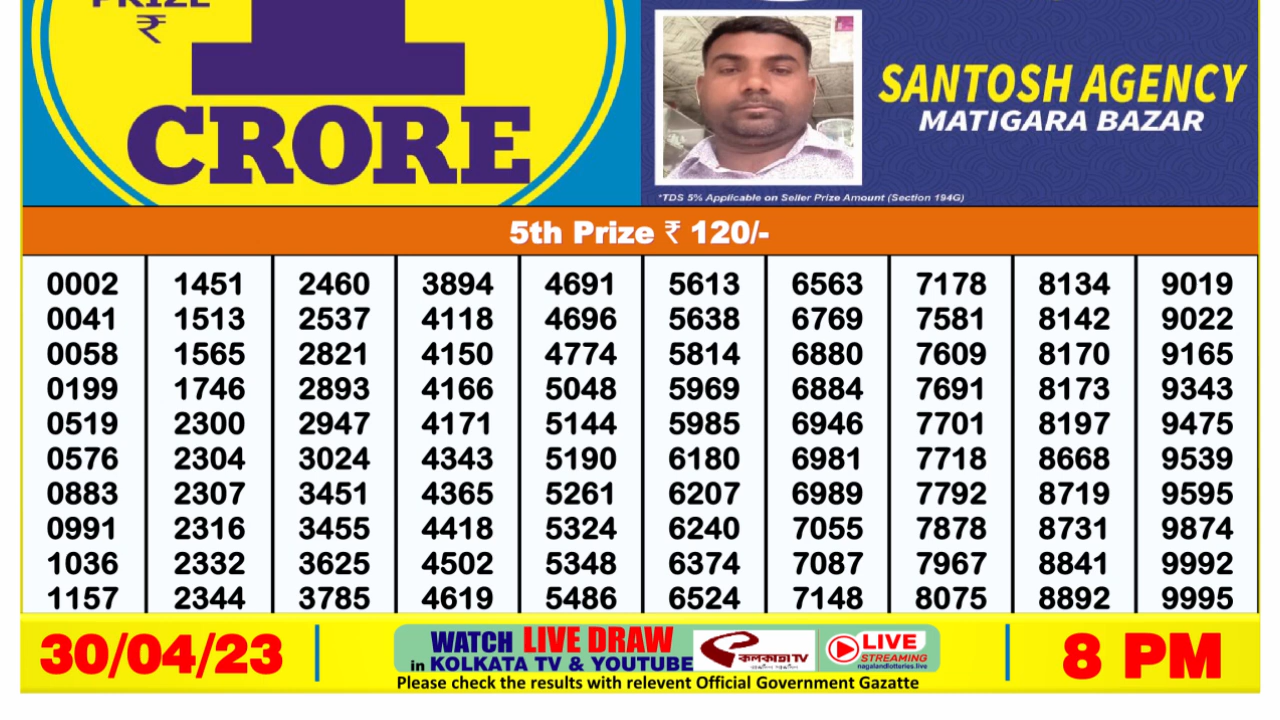 PRIZE
₹
1
CRORE
SANTOSH AGENCY
MATIGARA BAZAR
*TDS 5% Applicable on Seller Prize Amount (Section 194G)
5th Prize ₹ 120/-
0002 1451 2460 3894 4691 5613 6563 7178 8134 9019
0041 1513 2537 4118 4696 5638 6769 7581 8142 9022
0058 1565 2821 4150 4774 5814 6880 7609 8170 9165
0199 1746 2893 4166 5048 5969 6884 7691 8173 9343
0519 2300 2947 4171 5144 5985 6946 7701 8197 9475
0576 2304 3024 4343 5190 6180 6981 7718 8668 9539
0883 2307 3451 4365 5261 6207 6989 7792 8719 9595
0991 2316 3455 4418 5324 6240 7055 7878 8731 9874
1036 2332 3625 4502 5348 6374 7087 7967 8841 9992
1157 2344 3785 4619 5486 6524 7148 8075 8892 9995
30/04/23
WATCH LIVE DRAW
in KOLKATA TV & YOUTUBE
কলকাতা TV
LIVE
STREAMING
nagalandlotteries.live
Please check the results with relevent Official Government Gazatte
8 PM